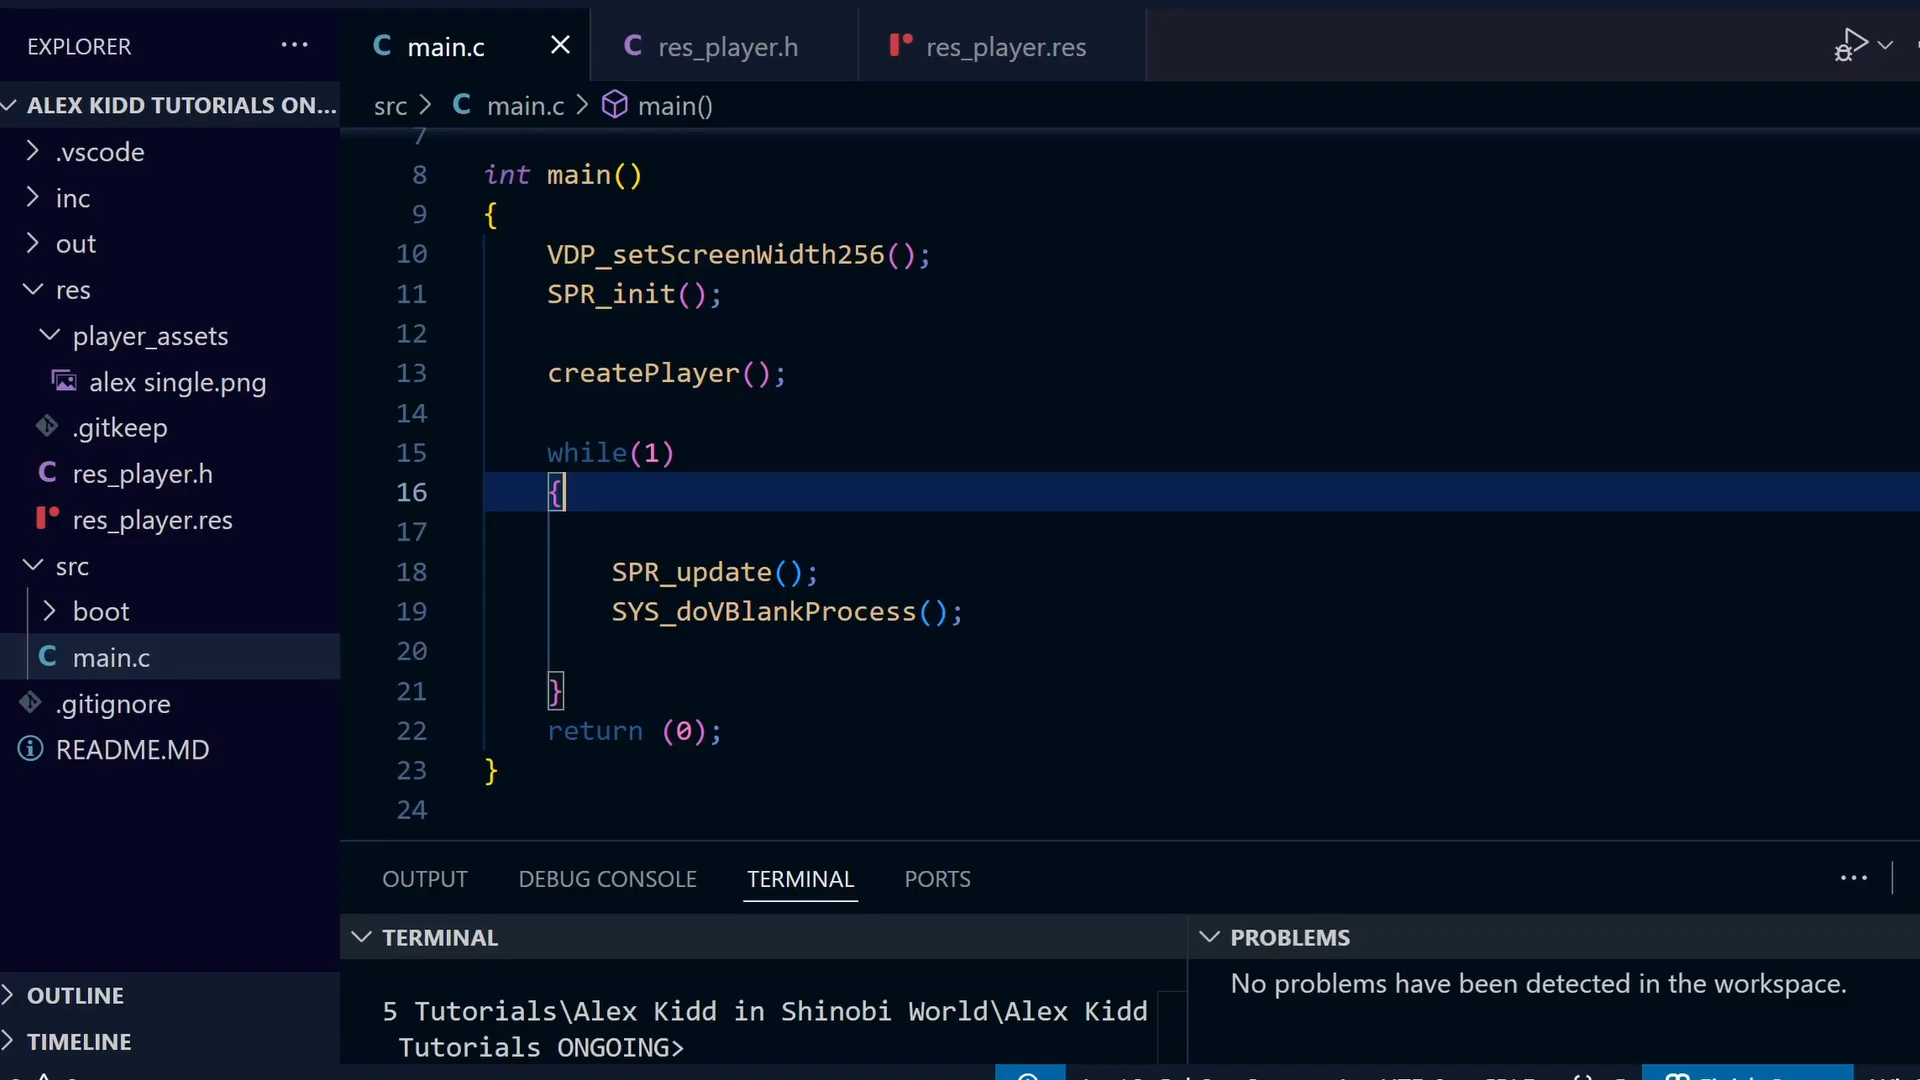 EXPLORER
ALEX KIDD TUTORIALS ON...
.vscode
inc
out
res
player_assets
alex single.png
.gitkeep
res_player.h
res_player.res
src
boot
main.c
.gitignore
README.MD
OUTLINE
TIMELINE
main.c res_player.h res_player.res
src > main.c > main()
7
8 int main()
9 {
10 VDP_setScreenWidth256();
11 SPR_init();
12
13 createPlayer();
14
15 while(1)
16 {
17
18 SPR_update();
19 SYS_doVBlankProcess();
20
21 }
22 return (0);
23 }
24
OUTPUT DEBUG CONSOLE TERMINAL PORTS
TERMINAL
5 Tutorials\Alex Kidd in Shinobi World\Alex Kidd
Tutorials ONGOING>
PROBLEMS
No problems have been detected in the workspace.